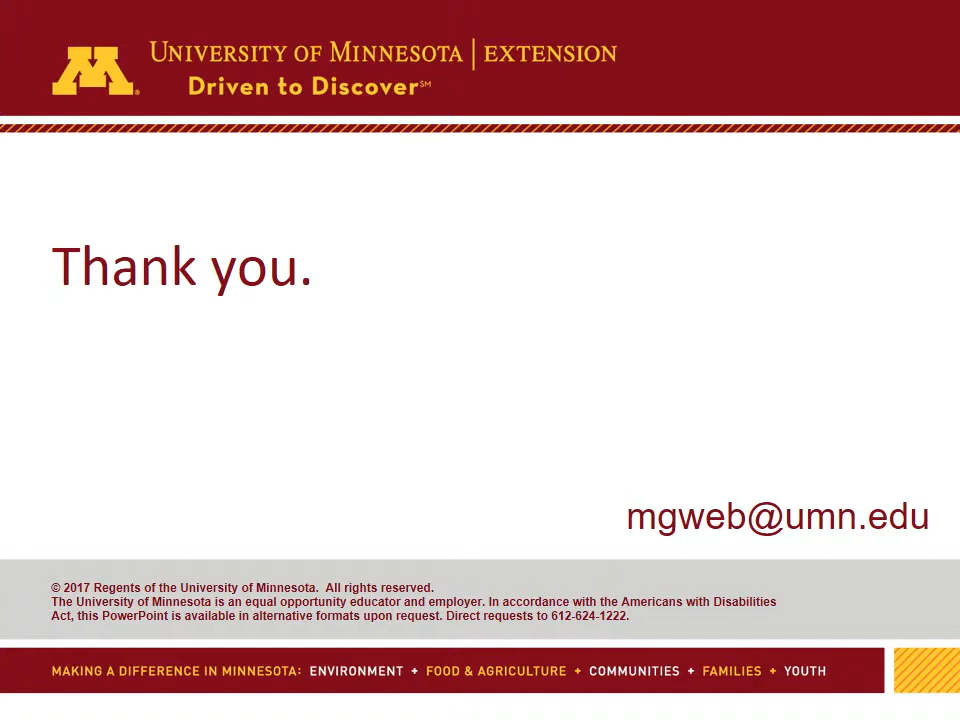 M®
UNIVERSITY OF MINNESOTA | EXTENSION
Driven to Discover℠
Thank you.
mgweb@umn.edu
© 2017 Regents of the University of Minnesota.  All rights reserved.
The University of Minnesota is an equal opportunity educator and employer. In accordance with the Americans with Disabilities
Act, this PowerPoint is available in alternative formats upon request. Direct requests to 612-624-1222.
MAKING A DIFFERENCE IN MINNESOTA: ENVIRONMENT + FOOD & AGRICULTURE + COMMUNITIES + FAMILIES + YOUTH